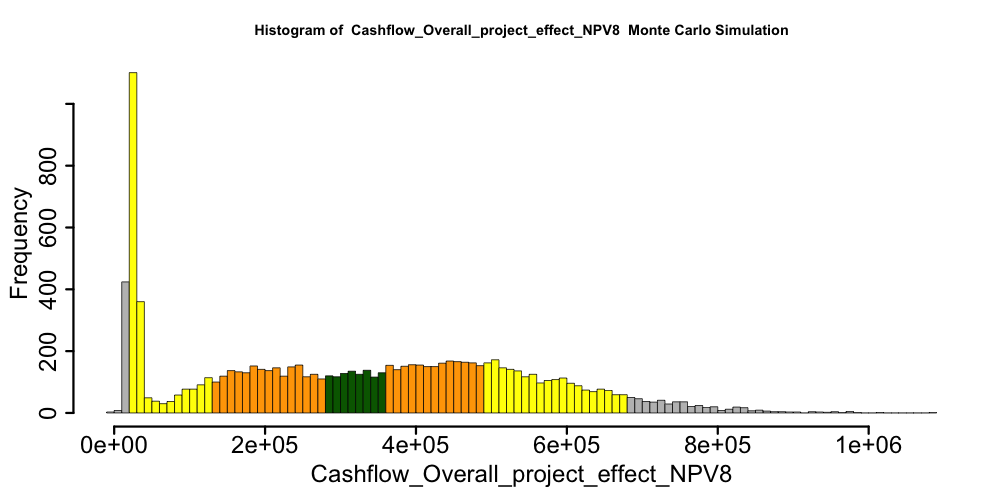 Histogram of  Cashflow_Overall_project_effect_NPV8  Monte Carlo Simulation
Frequency
800
600
400
200
0
0e+00 2e+05 4e+05 6e+05 8e+05 1e+06
Cashflow_Overall_project_effect_NPV8